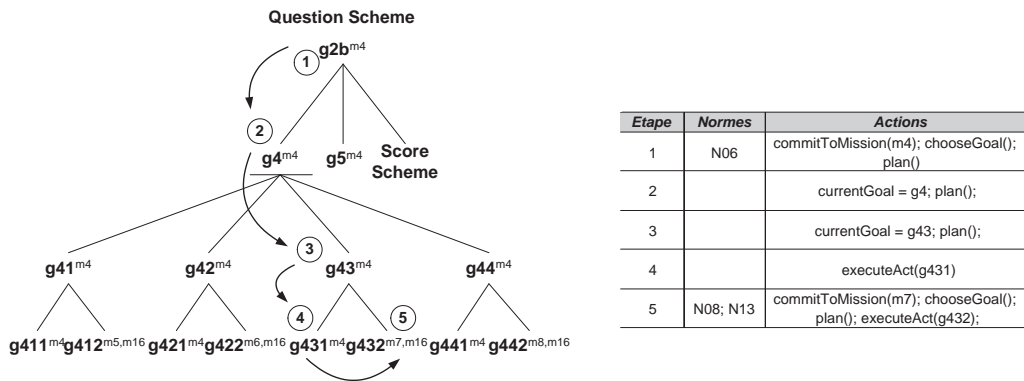 Question Scheme
g2b^m4
1
2
g4^m4 g5^m4 Score
Scheme
3
g41^m4 g42^m4 g43^m4 g44^m4
4 5
g411^m4 g412^m5,m16 g421^m4 g422^m6,m16 g431^m4 g432^m7,m16 g441^m4 g442^m8,m16
Etape Normes Actions
1 N06 commitToMission(m4); chooseGoal();
plan()
2 currentGoal = g4; plan();
3 currentGoal = g43; plan();
4 executeAct(g431)
5 N08; N13 commitToMission(m7); chooseGoal();
plan(); executeAct(g432);